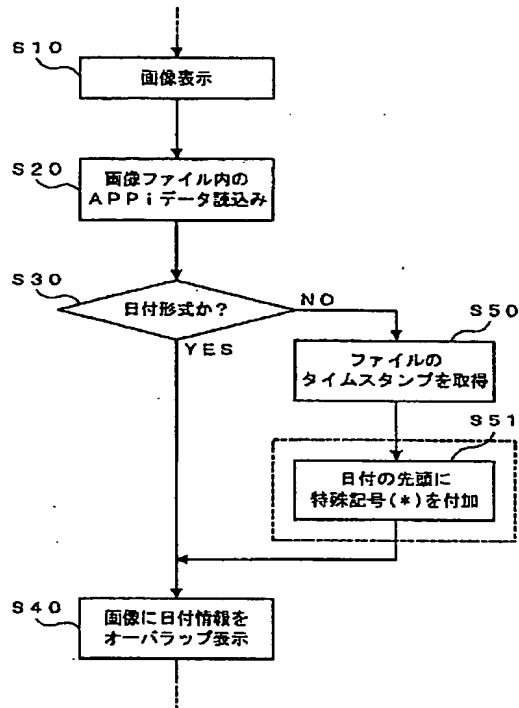 S10
画像表示
S20
画像ファイル内の
APPiデータ読込み
S30
日付形式か?
NO
YES
S50
ファイルの
タイムスタンプを取得
S51
日付の先頭に
特殊記号(*)を付加
S40
画像に日付情報を
オーバラップ表示